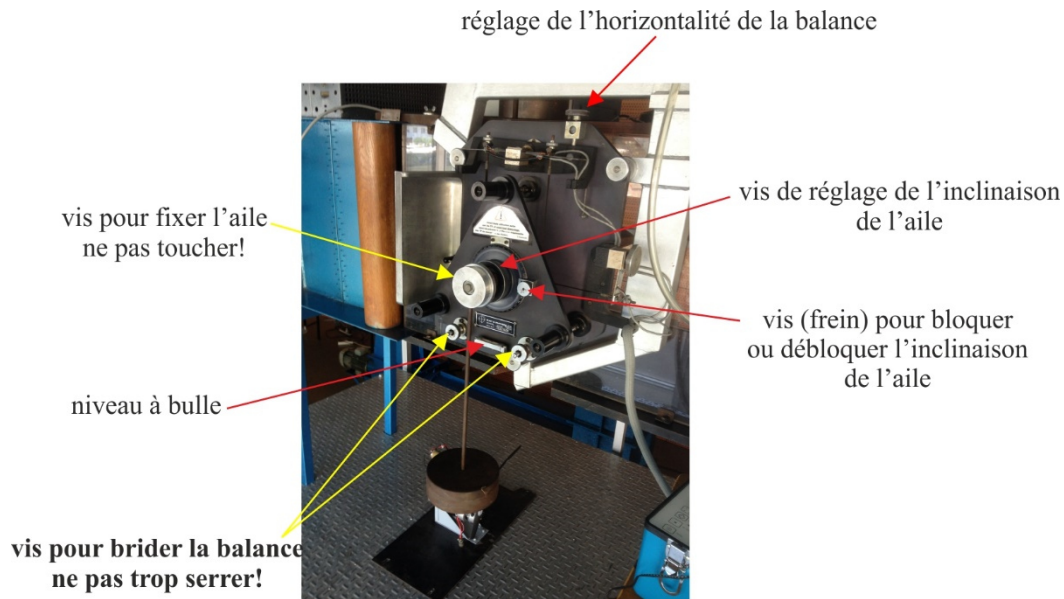 réglage de l’horizontalité de la balance
vis de réglage de l’inclinaison
de l’aile
vis pour fixer l’aile
ne pas toucher!
vis (frein) pour bloquer
ou débloquer l’inclinaison
de l’aile
niveau à bulle
vis pour brider la balance
ne pas trop serrer!